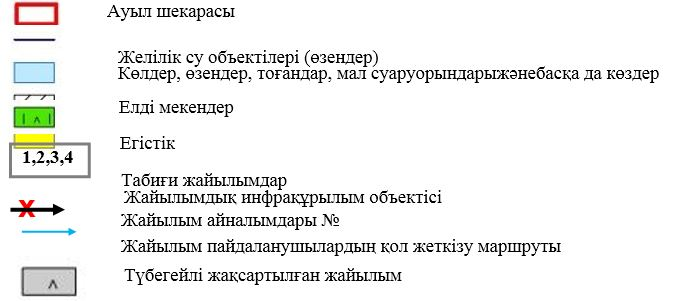 Ауыл шекарасы
Желілік су объектілері (өзендер)
Көлдер, өзендер, тоғандар, мал суаруорындарыжәнебасқа да көздер
Елді мекендер
Егістік
1,2,3,4
Табиғи жайылымдар
Жайылымдық инфрақұрылым объектісі
Жайылым айналымдары №
Жайылым пайдаланушылардың қол жеткізу маршруты
Түбегейлі жақсартылған жайылым